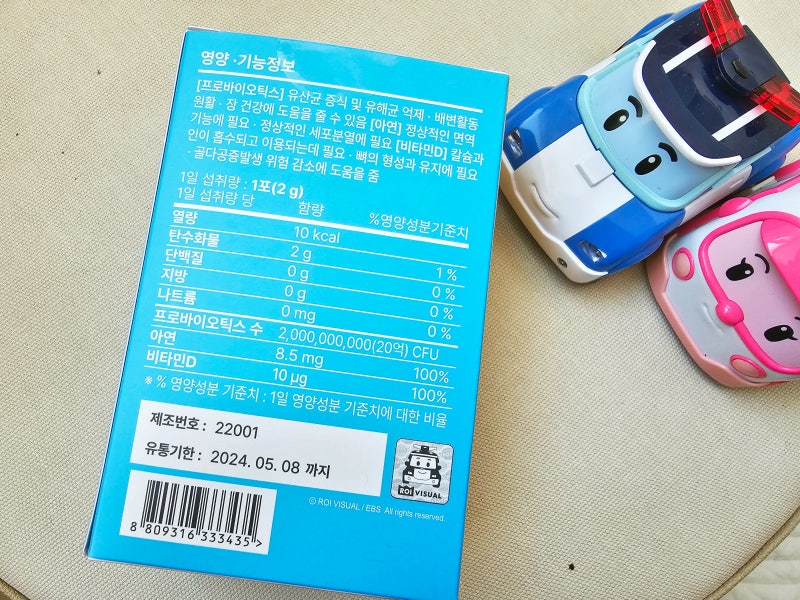 영양·기능정보
[프로바이오틱스] 유산균 증식 및 유해균 억제 · 배변활동
원활 · 장 건강에 도움을 줄 수 있음 [아연] 정상적인 면역
기능에 필요 · 정상적인 세포분열에 필요 [비타민D] 칼슘과
인이 흡수되고 이용되는데 필요 · 뼈의 형성과 유지에 필요
· 골다공증발생 위험 감소에 도움을 줌
1일 섭취량 : 1포(2 g)
1일 섭취량 당 함량 %영양성분기준치
열량 10 kcal
탄수화물 2 g 1 %
단백질 0 g 0 %
지방 0 g 0 %
나트륨 0 mg 0 %
프로바이오틱스 수 2,000,000,000(20억) CFU
아연 8.5 mg 100%
비타민D 10 µg 100%
※ % 영양성분 기준치 : 1일 영양성분 기준치에 대한 비율
제조번호 : 22001
유통기한 : 2024. 05. 08 까지
ROI VISUAL
ⓒ ROI VISUAL / EBS All rights reserved.
8 809316 333435 >